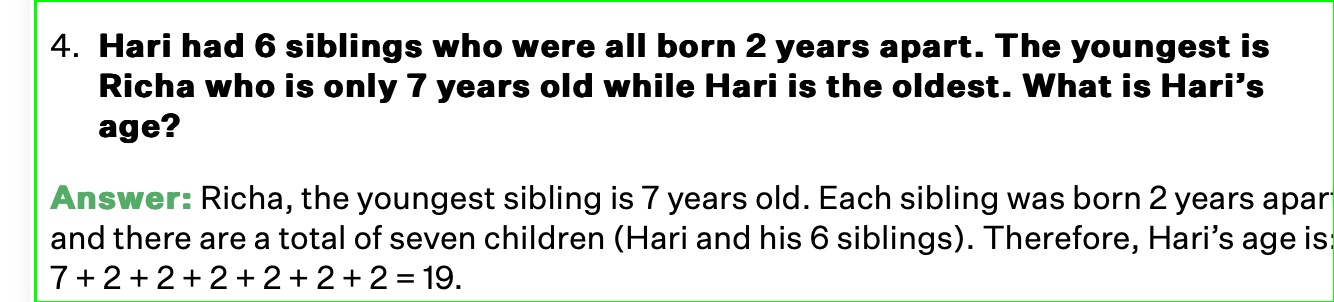 4. Hari had 6 siblings who were all born 2 years apart. The youngest is
Richa who is only 7 years old while Hari is the oldest. What is Hari’s
age?
Answer: Richa, the youngest sibling is 7 years old. Each sibling was born 2 years apart
and there are a total of seven children (Hari and his 6 siblings). Therefore, Hari’s age is:
7 + 2 + 2 + 2 + 2 + 2 + 2 = 19.